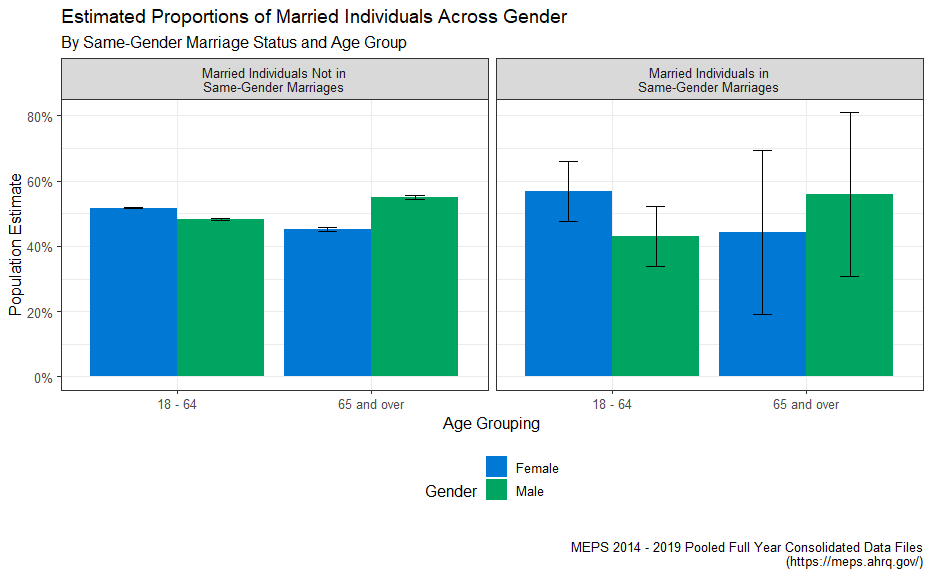 Estimated Proportions of Married Individuals Across Gender
By Same-Gender Marriage Status and Age Group
Married Individuals Not in
Same-Gender Marriages
Married Individuals in
Same-Gender Marriages
Population Estimate
80%
60%
40%
20%
0%
18 - 64
65 and over
18 - 64
65 and over
Age Grouping
Gender
Female
Male
MEPS 2014 - 2019 Pooled Full Year Consolidated Data Files
(https://meps.ahrq.gov/)